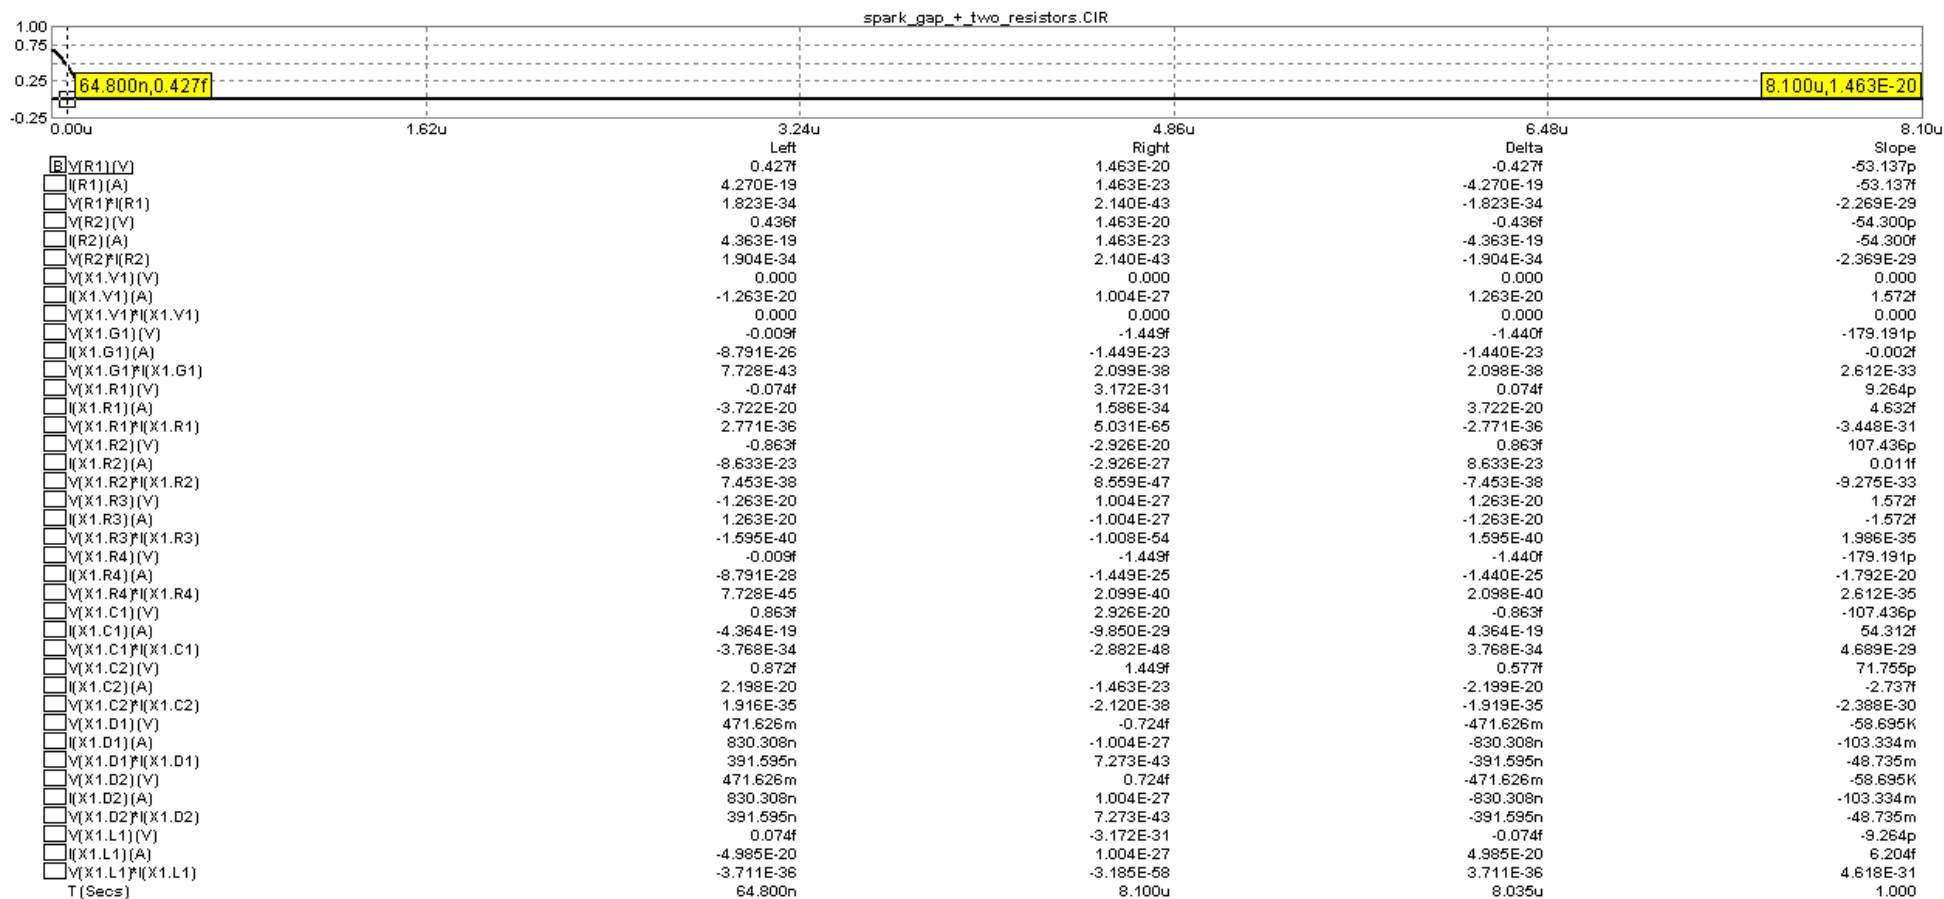 spark_gap_+_two_resistors.CIR
1.00
0.75
0.25
64.800n,0.427f 8.100u,1.463E-20
-0.25
0.00u 1.62u 3.24u 4.86u 6.48u 8.10u
Left Right Delta Slope
B V(R1)(V) 0.427f 1.463E-20 -0.427f -53.137p
I(R1)(A) 4.270E-19 1.463E-23 -4.270E-19 -53.137f
V(R1)*I(R1) 1.823E-34 2.140E-43 -1.823E-34 -2.269E-29
V(R2)(V) 0.436f 1.463E-20 -0.436f -54.300p
I(R2)(A) 4.363E-19 1.463E-23 -4.363E-19 -54.300f
V(R2)*I(R2) 1.904E-34 2.140E-43 -1.904E-34 -2.369E-29
V(X1.V1)(V) 0.000 0.000 0.000 0.000
I(X1.V1)(A) -1.263E-20 1.004E-27 1.263E-20 1.572f
V(X1.V1)*I(X1.V1) 0.000 0.000 0.000 0.000
V(X1.G1)(V) -0.009f -1.449f -1.440f -179.191p
I(X1.G1)(A) -8.791E-26 -1.449E-23 -1.440E-23 -0.002f
V(X1.G1)*I(X1.G1) 7.728E-43 2.099E-38 2.098E-38 2.612E-33
V(X1.R1)(V) -0.074f 3.172E-31 0.074f 9.264p
I(X1.R1)(A) -3.722E-20 1.586E-34 3.722E-20 4.632f
V(X1.R1)*I(X1.R1) 2.771E-36 5.031E-65 -2.771E-36 -3.448E-31
V(X1.R2)(V) -0.863f -2.926E-20 0.863f 107.436p
I(X1.R2)(A) -8.633E-23 -2.926E-27 8.633E-23 0.011f
V(X1.R2)*I(X1.R2) 7.453E-38 8.559E-47 -7.453E-38 -9.275E-33
V(X1.R3)(V) -1.263E-20 1.004E-27 1.263E-20 1.572f
I(X1.R3)(A) 1.263E-20 -1.004E-27 -1.263E-20 -1.572f
V(X1.R3)*I(X1.R3) -1.595E-40 -1.008E-54 1.595E-40 1.986E-35
V(X1.R4)(V) -0.009f -1.449f -1.440f -179.191p
I(X1.R4)(A) -8.791E-28 -1.449E-25 -1.440E-25 -1.792E-20
V(X1.R4)*I(X1.R4) 7.728E-45 2.099E-40 2.098E-40 2.612E-35
V(X1.C1)(V) 0.863f 2.926E-20 -0.863f -107.436p
I(X1.C1)(A) -4.364E-19 -9.850E-29 4.364E-19 54.312f
V(X1.C1)*I(X1.C1) -3.768E-34 -2.882E-48 3.768E-34 4.689E-29
V(X1.C2)(V) 0.872f 1.449f 0.577f 71.755p
I(X1.C2)(A) 2.198E-20 -1.463E-23 -2.199E-20 -2.737f
V(X1.C2)*I(X1.C2) 1.916E-35 -2.120E-38 -1.919E-35 -2.388E-30
V(X1.D1)(V) 471.626m -0.724f -471.626m -58.695K
I(X1.D1)(A) 830.308n -1.004E-27 -830.308n -103.334m
V(X1.D1)*I(X1.D1) 391.595n 7.273E-43 -391.595n -48.735m
V(X1.D2)(V) 471.626m 0.724f -471.626m -58.695K
I(X1.D2)(A) 830.308n 1.004E-27 -830.308n -103.334m
V(X1.D2)*I(X1.D2) 391.595n 7.273E-43 -391.595n -48.735m
V(X1.L1)(V) 0.074f -3.172E-31 -0.074f -9.264p
I(X1.L1)(A) -4.985E-20 1.004E-27 4.985E-20 6.204f
V(X1.L1)*I(X1.L1) -3.711E-36 -3.185E-58 3.711E-36 4.618E-31
T (Secs) 64.800n 8.100u 8.035u 1.000